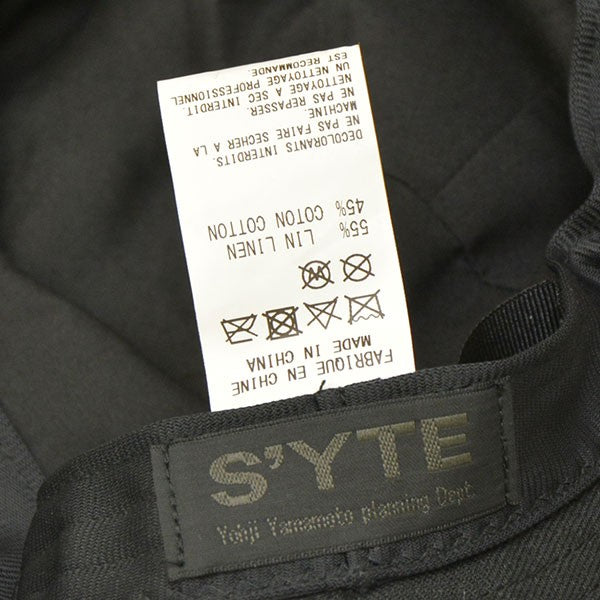 FABRIQUE EN CHINE
MADE IN CHINA
55% LIN LINEN
45% COTON COTTON
DECOLORANTS INTERDITS.
NE PAS FAIRE SECHER A LA
MACHINE.
NE PAS REPASSER.
NETTOYAGE A SEC INTERDIT.
UN NETTOYAGE PROFESSIONNEL
EST RECOMMANDE.
S'YTE
Yohji Yamamoto planning Dept.